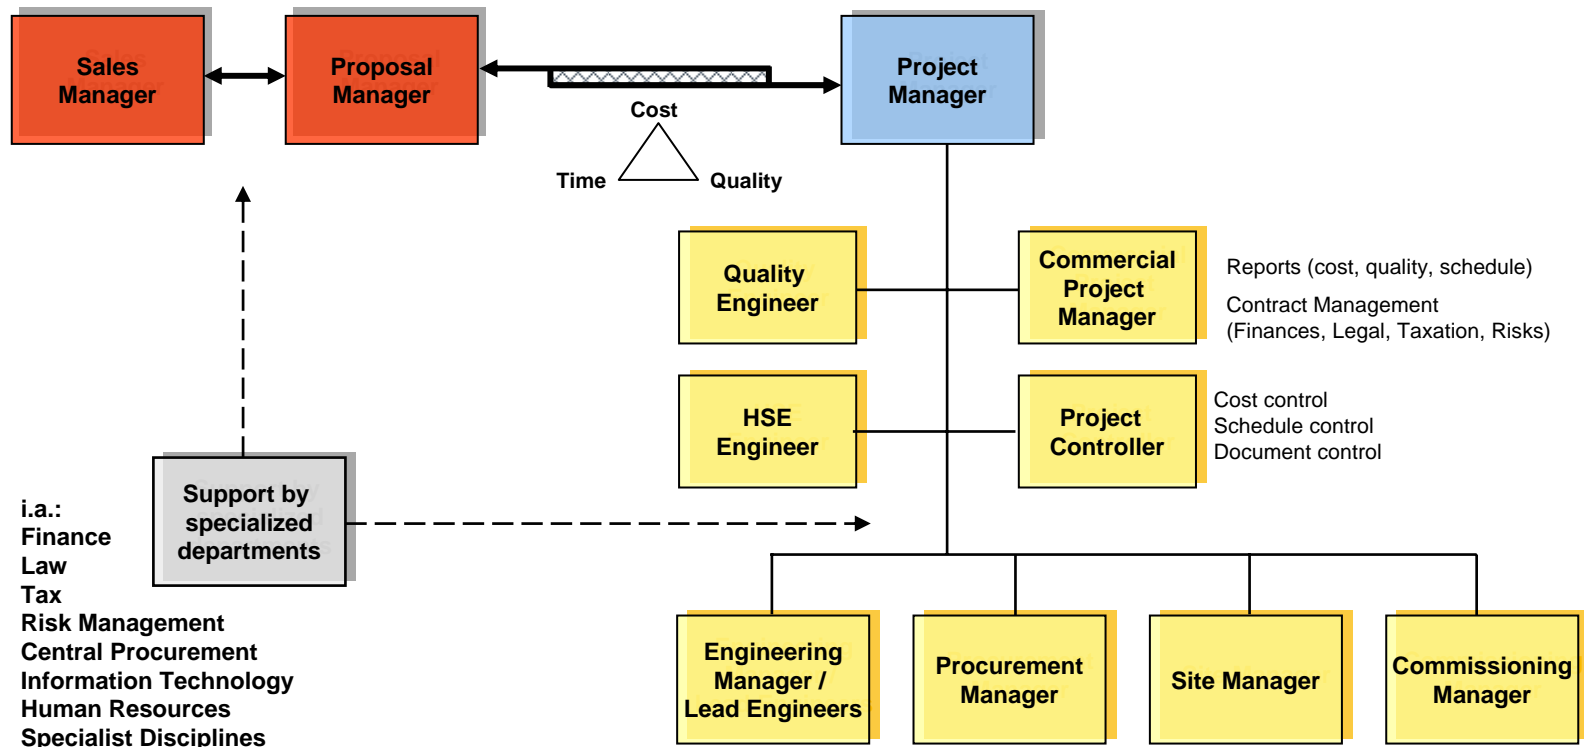 Sales
Manager
Proposal
Manager
Project
Manager
Cost
Time
Quality
Quality
Engineer
Commercial
Project
Manager
Reports (cost, quality, schedule)
Contract Management
(Finances, Legal, Taxation, Risks)
HSE
Engineer
Project
Controller
Cost control
Schedule control
Document control
Support by
specialized
departments
i.a.:
Finance
Law
Tax
Risk Management
Central Procurement
Information Technology
Human Resources
Specialist Disciplines
Engineering
Manager /
Lead Engineers
Procurement
Manager
Site Manager
Commissioning
Manager